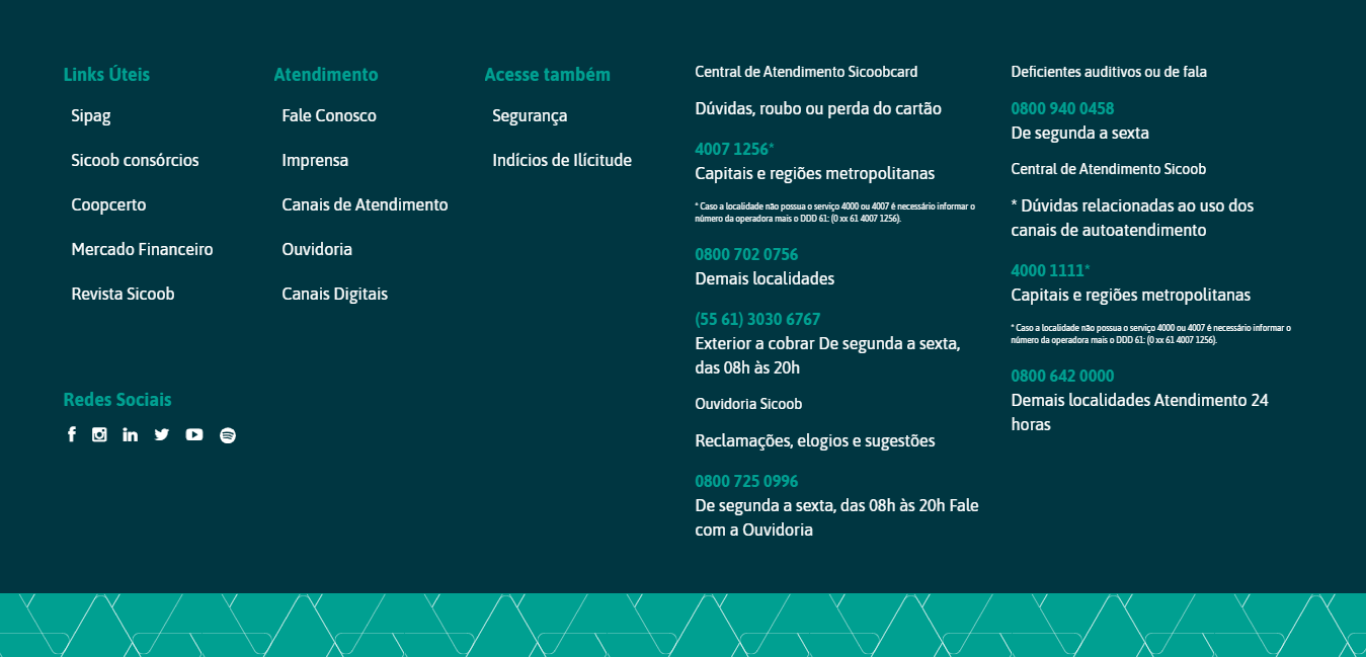 Links Úteis
Sipag
Sicoob consórcios
Coopcerto
Mercado Financeiro
Revista Sicoob
Redes Sociais
Atendimento
Fale Conosco
Imprensa
Canais de Atendimento
Ouvidoria
Canais Digitais
Acesse também
Segurança
Indícios de Ilícitude
Central de Atendimento Sicoobcard
Dúvidas, roubo ou perda do cartão
4007 1256*
Capitais e regiões metropolitanas
* Caso a localidade não possua o serviço 4000 ou 4007 é necessário informar o
número da operadora mais o DDD 61: (0 xx 61 4007 1256).
0800 702 0756
Demais localidades
(55 61) 3030 6767
Exterior a cobrar De segunda a sexta,
das 08h às 20h
Ouvidoria Sicoob
Reclamações, elogios e sugestões
0800 725 0996
De segunda a sexta, das 08h às 20h Fale
com a Ouvidoria
Deficientes auditivos ou de fala
0800 940 0458
De segunda a sexta
Central de Atendimento Sicoob
* Dúvidas relacionadas ao uso dos
canais de autoatendimento
4000 1111*
Capitais e regiões metropolitanas
* Caso a localidade não possua o serviço 4000 ou 4007 é necessário informar o
número da operadora mais o DDD 61: (0 xx 61 4007 1256).
0800 642 0000
Demais localidades Atendimento 24
horas